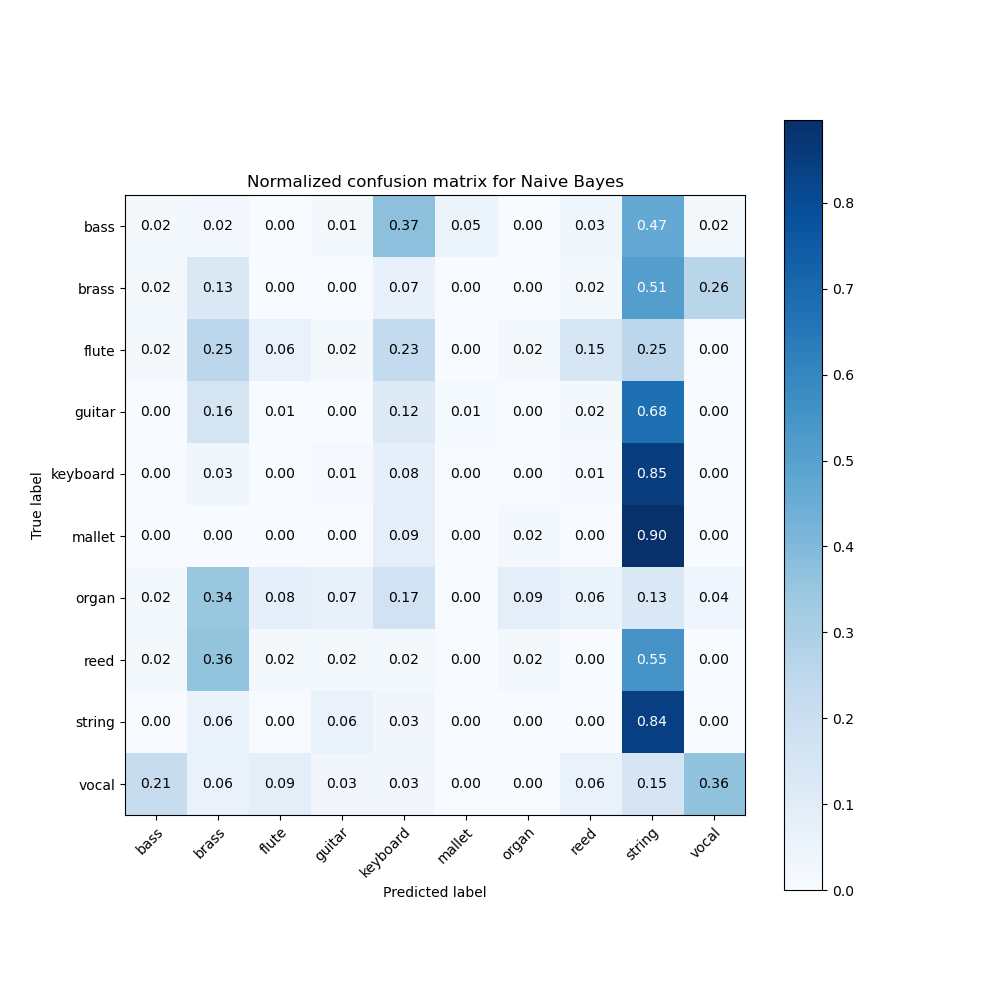 Normalized confusion matrix for Naive Bayes
bass 0.02 0.02 0.00 0.01 0.37 0.05 0.00 0.03 0.47 0.02
brass 0.02 0.13 0.00 0.00 0.07 0.00 0.00 0.02 0.51 0.26
flute 0.02 0.25 0.06 0.02 0.23 0.00 0.02 0.15 0.25 0.00
guitar 0.00 0.16 0.01 0.00 0.12 0.01 0.00 0.02 0.68 0.00
keyboard 0.00 0.03 0.00 0.01 0.08 0.00 0.00 0.01 0.85 0.00
mallet 0.00 0.00 0.00 0.00 0.09 0.00 0.02 0.00 0.90 0.00
organ 0.02 0.34 0.08 0.07 0.17 0.00 0.09 0.06 0.13 0.04
reed 0.02 0.36 0.02 0.02 0.02 0.00 0.02 0.00 0.55 0.00
string 0.00 0.06 0.00 0.06 0.03 0.00 0.00 0.00 0.84 0.00
vocal 0.21 0.06 0.09 0.03 0.03 0.00 0.00 0.06 0.15 0.36
bass brass flute guitar keyboard mallet organ reed string vocal
Predicted label
True label
0.8
0.7
0.6
0.5
0.4
0.3
0.2
0.1
0.0